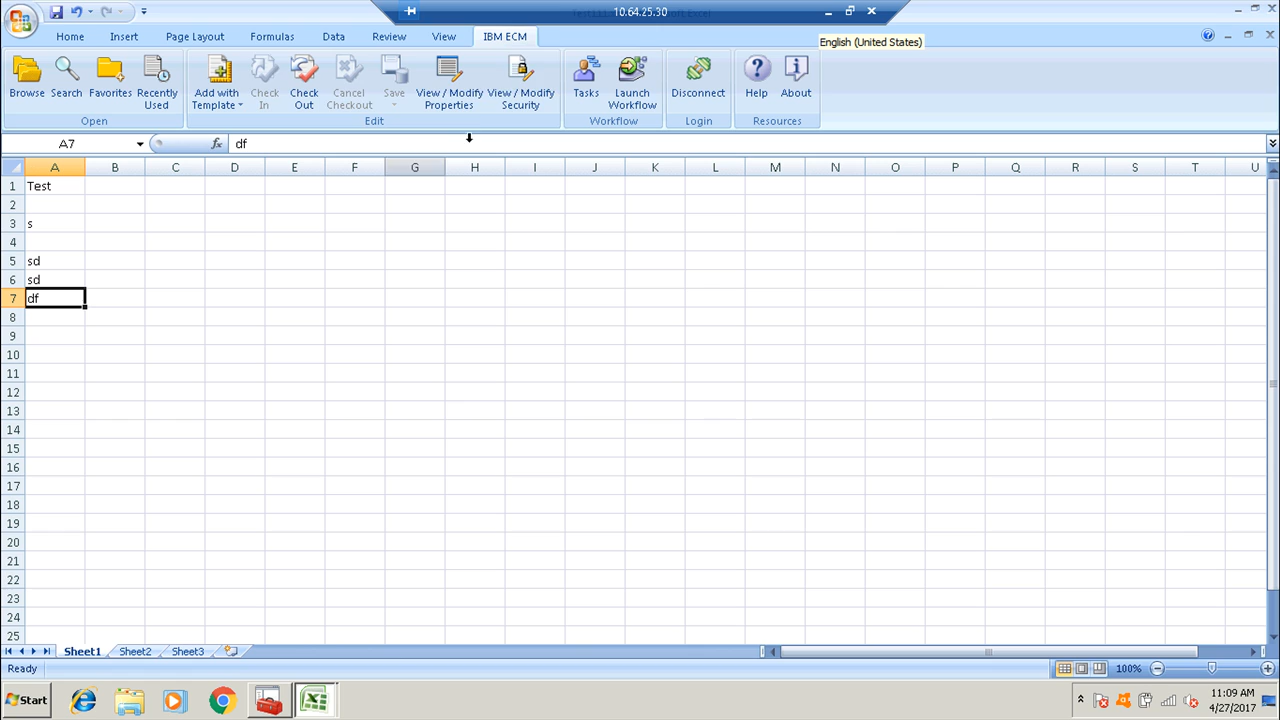 10.64.25.30
Home Insert Page Layout Formulas Data Review View IBM ECM
English (United States)
Browse Search Favorites Recently Used
Add with Template Check In Check Out Cancel Checkout Save View / Modify Properties View / Modify Security
Tasks Launch Workflow Disconnect Help About
Open Edit Workflow Login Resources
A7 fx df
A B C D E F G H I J K L M N O P Q R S T U
1 Test
2
3 s
4
5 sd
6 sd
7 df
8
9
10
11
12
13
14
15
16
17
18
19
20
21
22
23
24
25
Sheet1 Sheet2 Sheet3
Ready 100%
Start 11:09 AM
4/27/2017